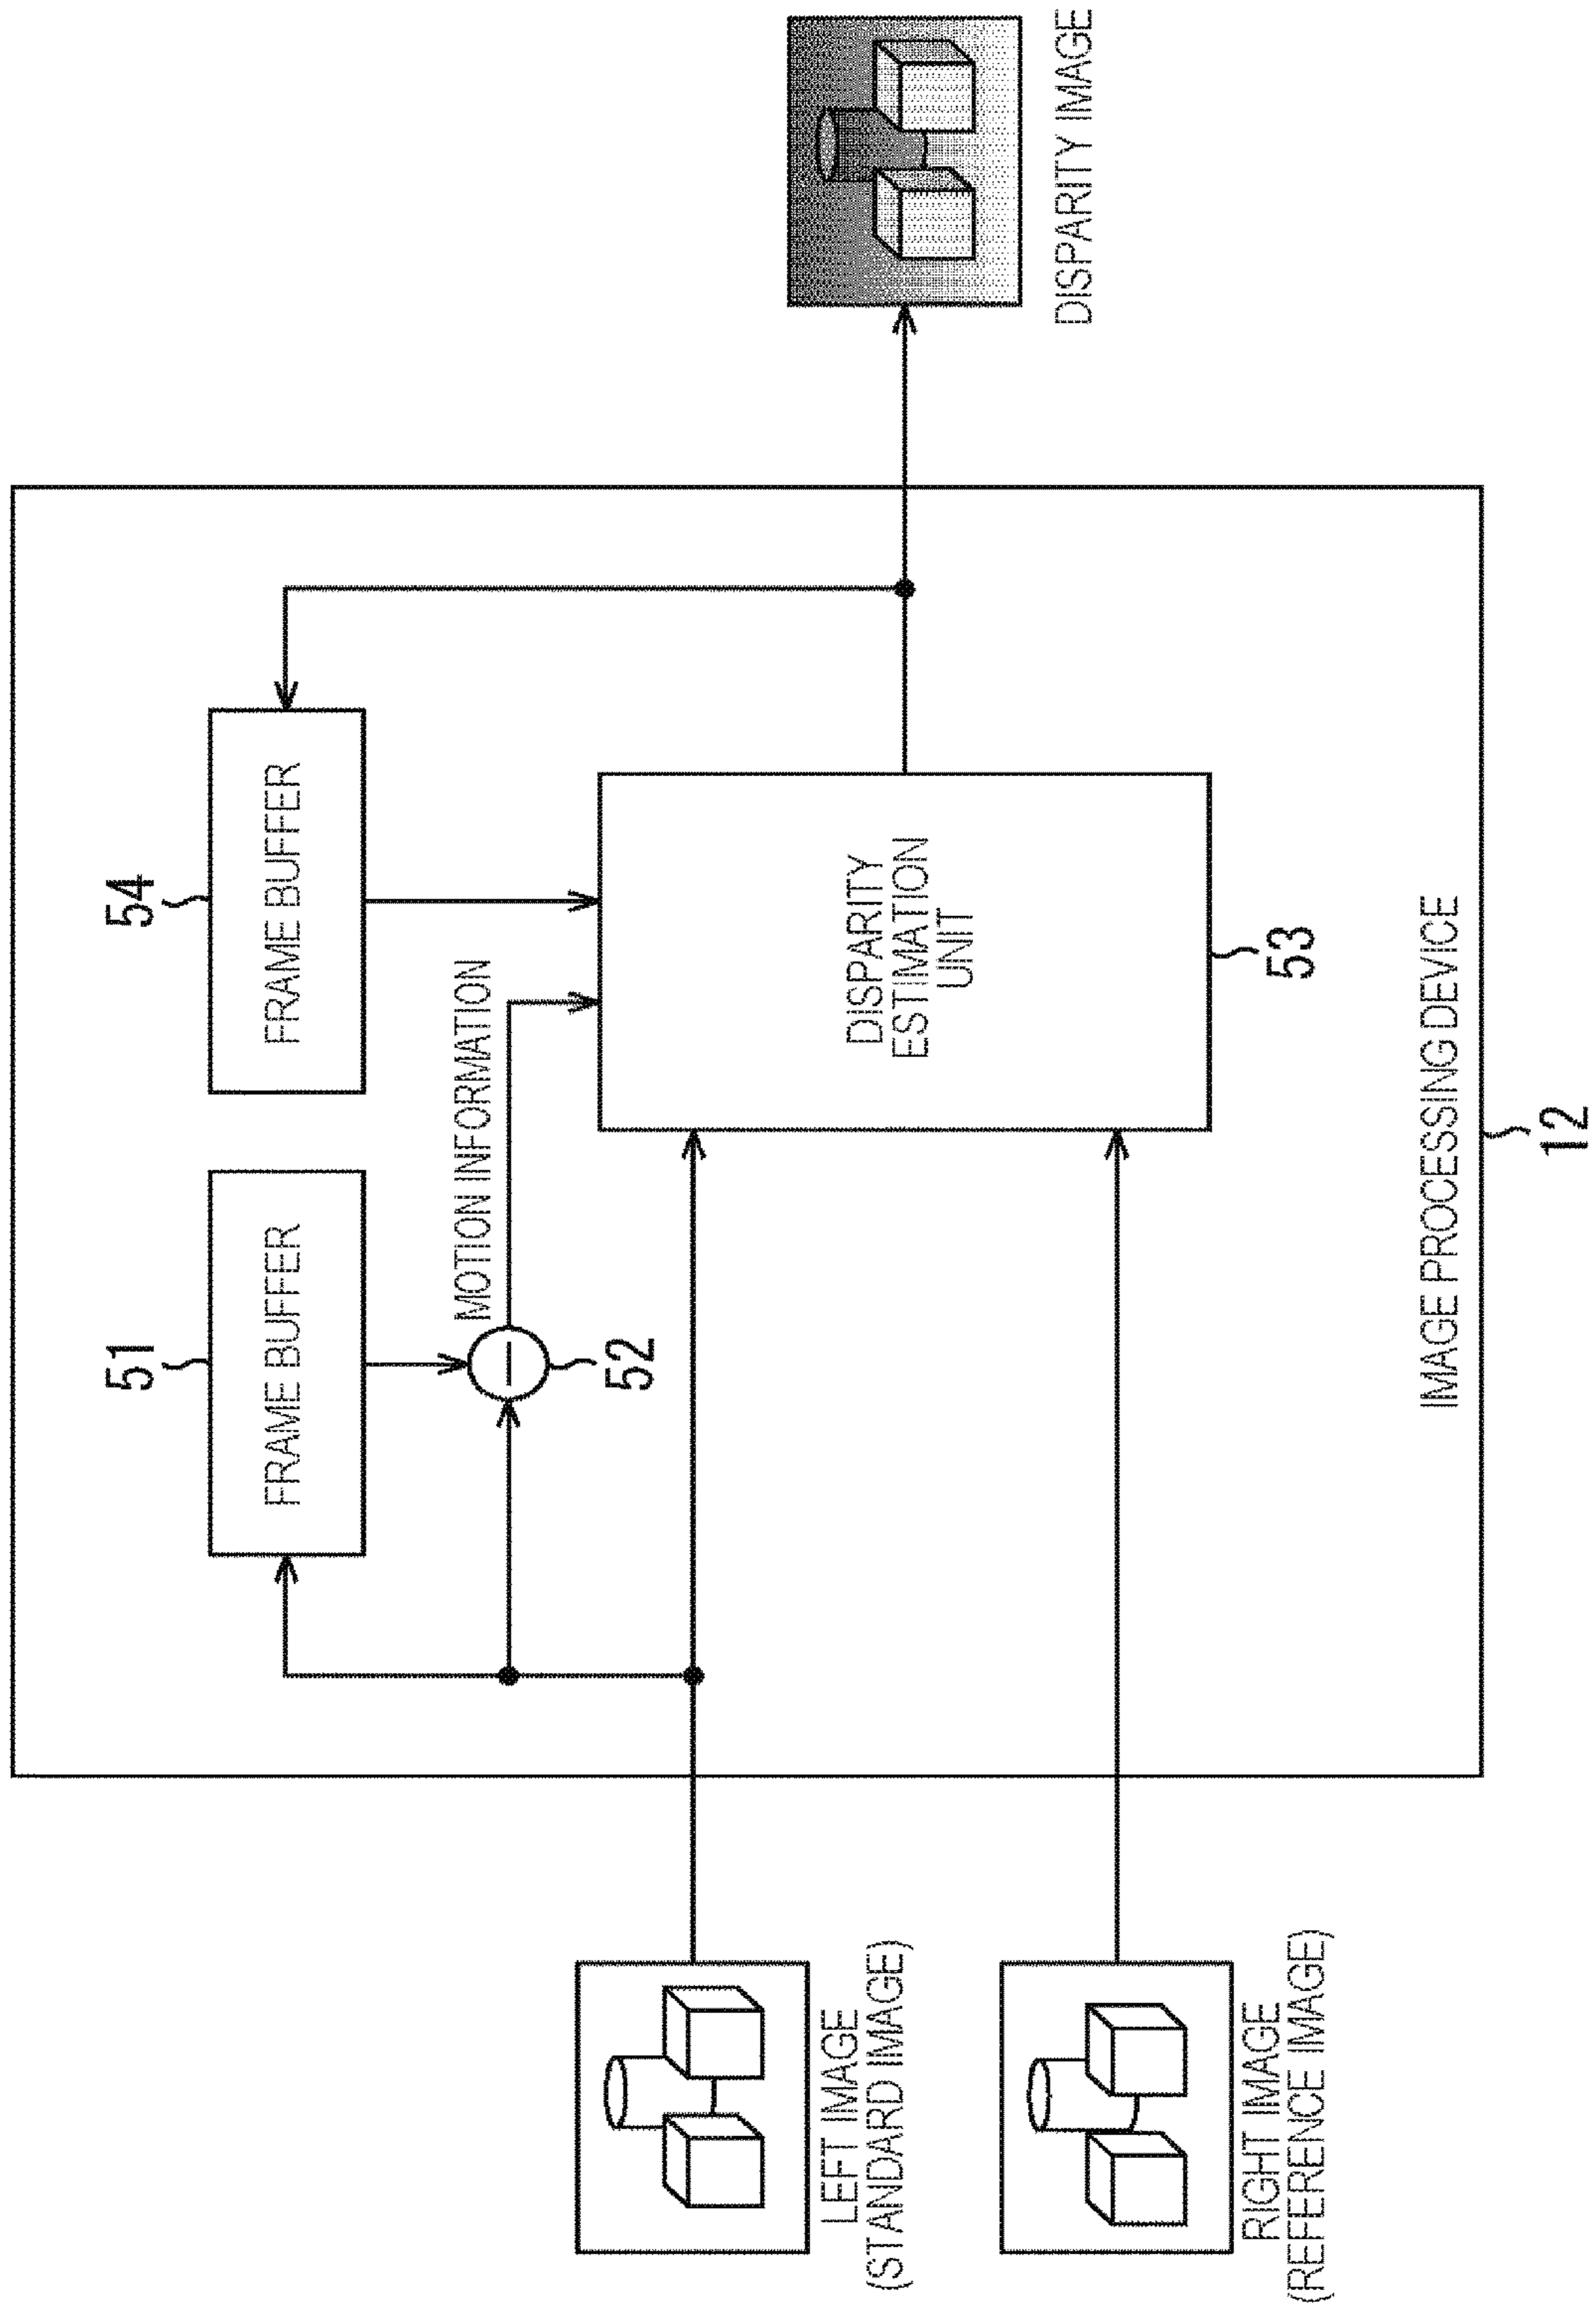 51
FRAME BUFFER
54
FRAME BUFFER
MOTION INFORMATION
52
DISPARITY
ESTIMATION
UNIT
53
LEFT IMAGE
(STANDARD IMAGE)
RIGHT IMAGE
(REFERENCE IMAGE)
DISPARITY IMAGE
IMAGE PROCESSING DEVICE
12